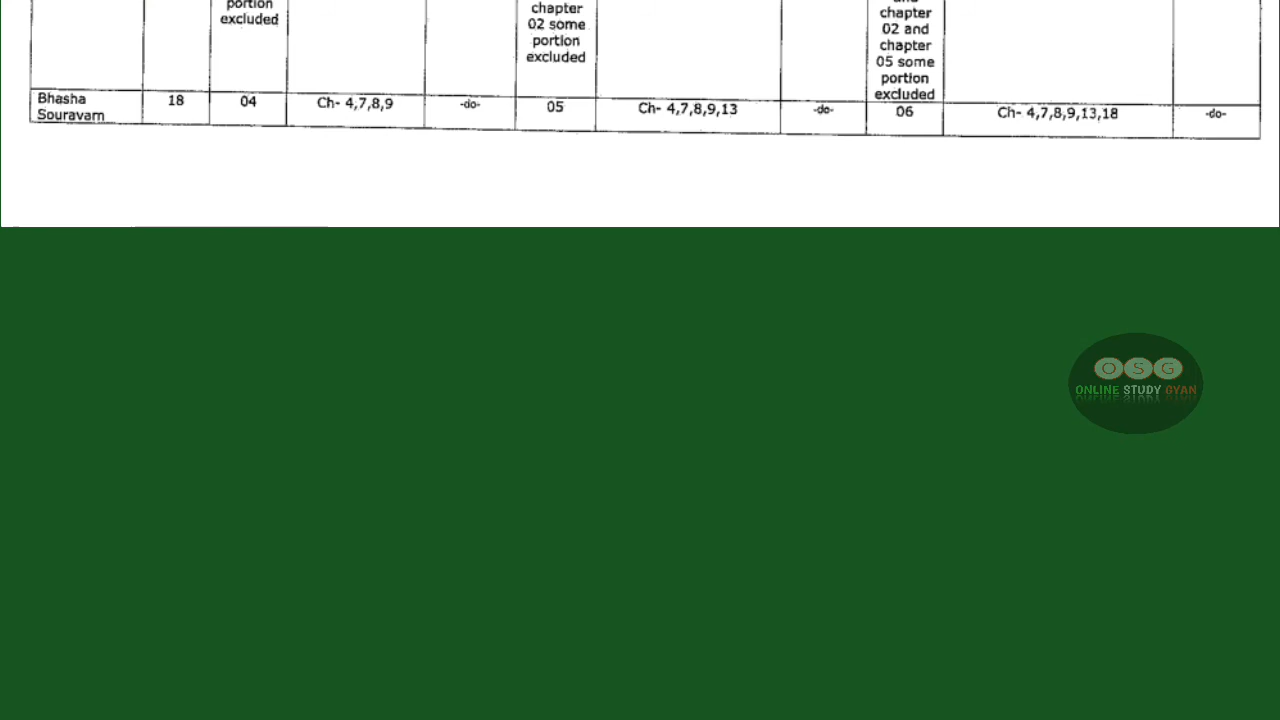 portion
excluded
chapter
02 some
portion
excluded
chapter
02 and
chapter
05 some
portion
excluded
Bhasha
Souravam
18
04
Ch- 4,7,8,9
-do-
05
Ch- 4,7,8,9,13
-do-
06
Ch- 4,7,8,9,13,18
-do-
OSG
ONLINE STUDY GYAN